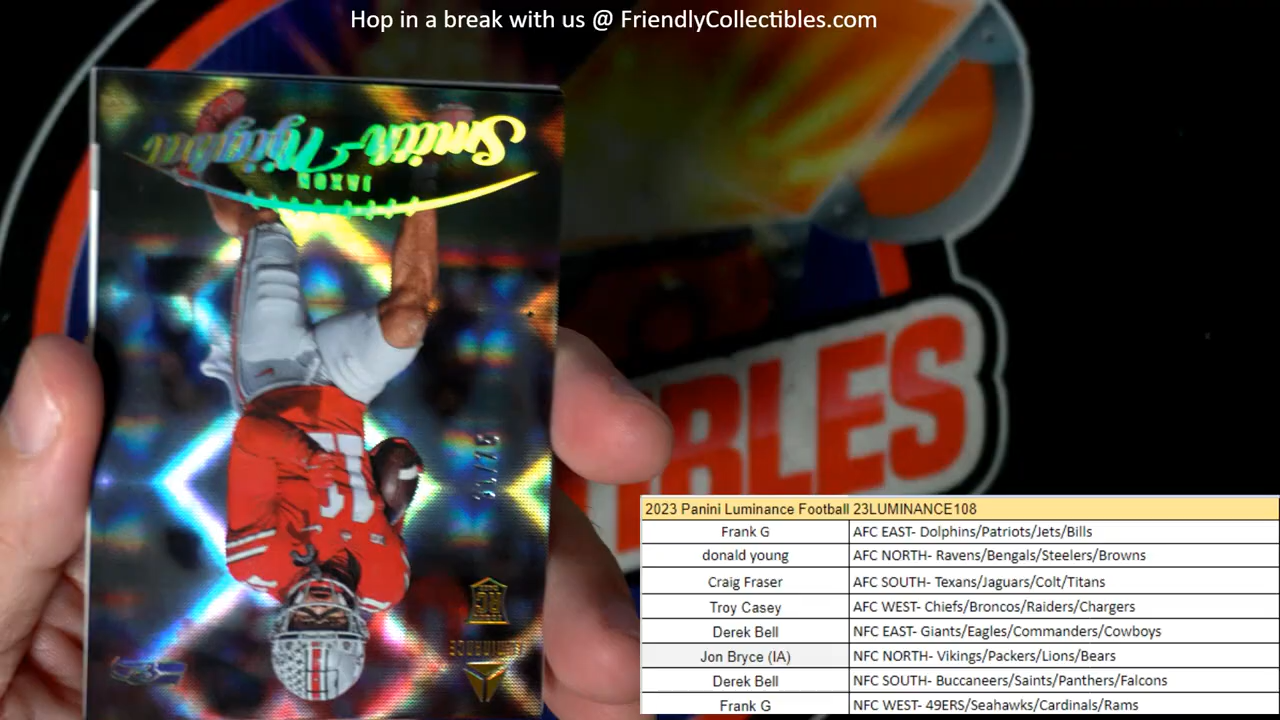 Hop in a break with us @ FriendlyCollectibles.com
Smith-Njigba
JAXON
RC
LUMINANCE
IBLES
2023 Panini Luminance Football 23LUMINANCE108
Frank G AFC EAST- Dolphins/Patriots/Jets/Bills
donald young AFC NORTH- Ravens/Bengals/Steelers/Browns
Craig Fraser AFC SOUTH- Texans/Jaguars/Colt/Titans
Troy Casey AFC WEST- Chiefs/Broncos/Raiders/Chargers
Derek Bell NFC EAST- Giants/Eagles/Commanders/Cowboys
Jon Bryce (IA) NFC NORTH- Vikings/Packers/Lions/Bears
Derek Bell NFC SOUTH- Buccaneers/Saints/Panthers/Falcons
Frank G NFC WEST- 49ERS/Seahawks/Cardinals/Rams